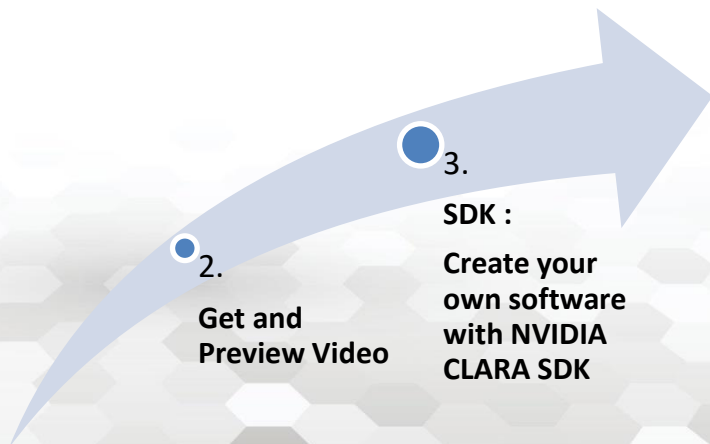 2.
Get and
Preview Video
3.
SDK :
Create your
own software
with NVIDIA
CLARA SDK